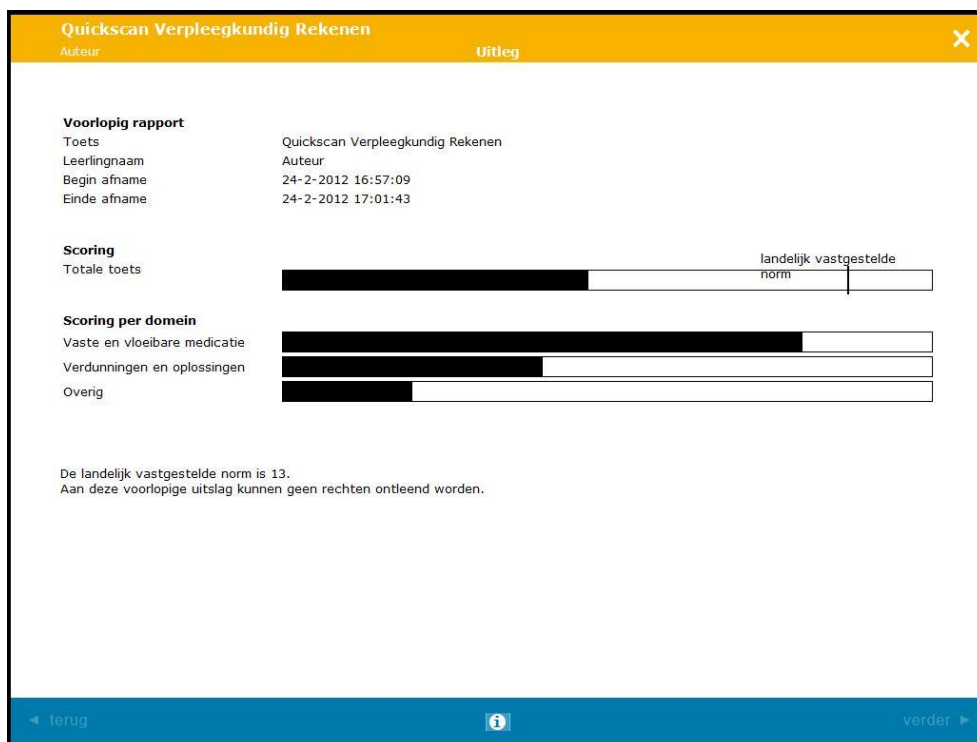 Quickscan Verpleegkundig Rekenen
Auteur Uitleg
Voorlopig rapport
Toets Quickscan Verpleegkundig Rekenen
Leerlingnaam Auteur
Begin afname 24-2-2012 16:57:09
Einde afname 24-2-2012 17:01:43
Scoring
Totale toets
landelijk vastgestelde
norm
Scoring per domein
Vaste en vloeibare medicatie
Verdunningen en oplossingen
Overig
De landelijk vastgestelde norm is 13.
Aan deze voorlopige uitslag kunnen geen rechten ontleend worden.
◄ terug i verder ►